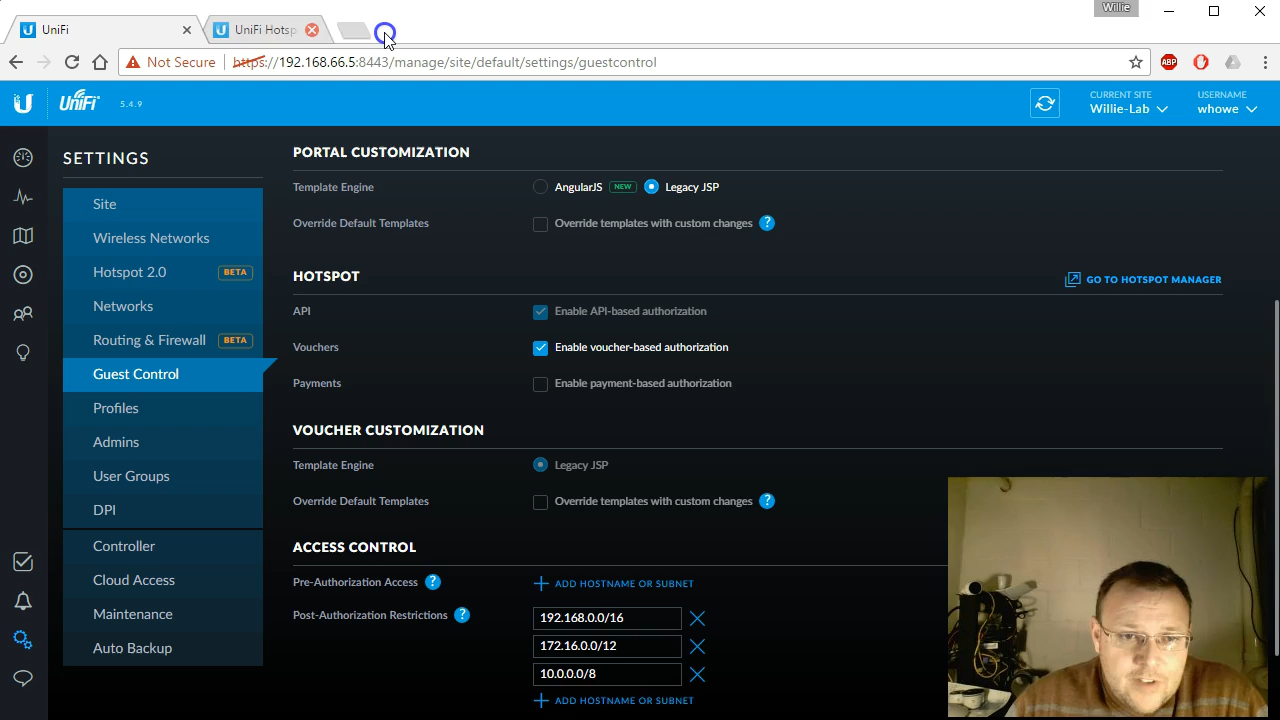 Willie
UniFi
UniFi Hotsp
Not Secure
https://192.168.66.5:8443/manage/site/default/settings/guestcontrol
ABP
U
UniFi
5.4.9
CURRENT SITE
Willie-Lab
USERNAME
whowe
SETTINGS
Site
Wireless Networks
Hotspot 2.0 BETA
Networks
Routing & Firewall BETA
Guest Control
Profiles
Admins
User Groups
DPI
Controller
Cloud Access
Maintenance
Auto Backup
PORTAL CUSTOMIZATION
Template Engine
AngularJS NEW Legacy JSP
Override Default Templates
Override templates with custom changes ?
HOTSPOT
GO TO HOTSPOT MANAGER
API
Enable API-based authorization
Vouchers
Enable voucher-based authorization
Payments
Enable payment-based authorization
VOUCHER CUSTOMIZATION
Template Engine
Legacy JSP
Override Default Templates
Override templates with custom changes ?
ACCESS CONTROL
Pre-Authorization Access ?
ADD HOSTNAME OR SUBNET
Post-Authorization Restrictions ?
192.168.0.0/16
172.16.0.0/12
10.0.0.0/8
ADD HOSTNAME OR SUBNET